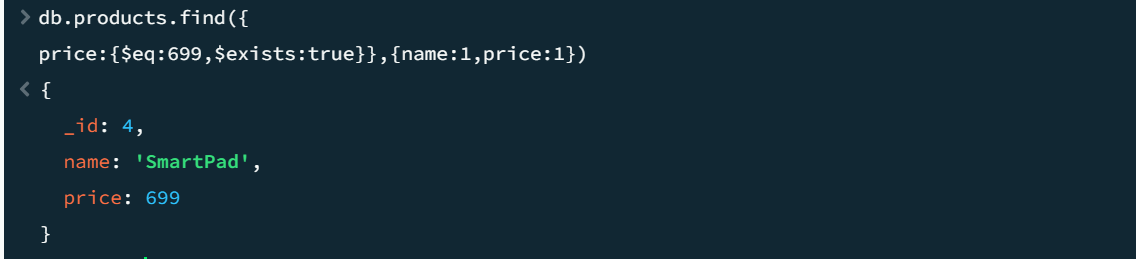 > db.products.find({
price:{$eq:699,$exists:true}},{name:1,price:1})
< {
_id: 4,
name: 'SmartPad',
price: 699
}